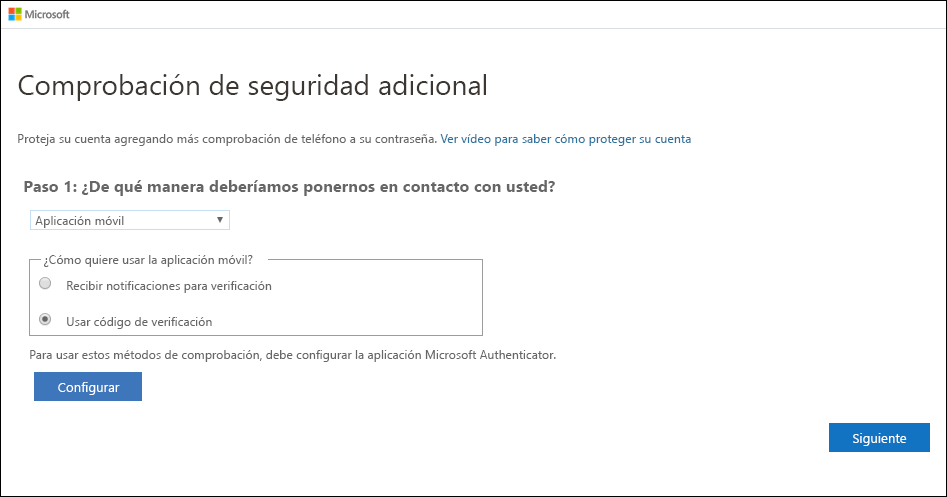 Microsoft
Comprobación de seguridad adicional
Proteja su cuenta agregando más comprobación de teléfono a su contraseña. Ver vídeo para saber cómo proteger su cuenta
Paso 1: ¿De qué manera deberíamos ponernos en contacto con usted?
Aplicación móvil
¿Cómo quiere usar la aplicación móvil?
Recibir notificaciones para verificación
Usar código de verificación
Para usar estos métodos de comprobación, debe configurar la aplicación Microsoft Authenticator.
Configurar
Siguiente